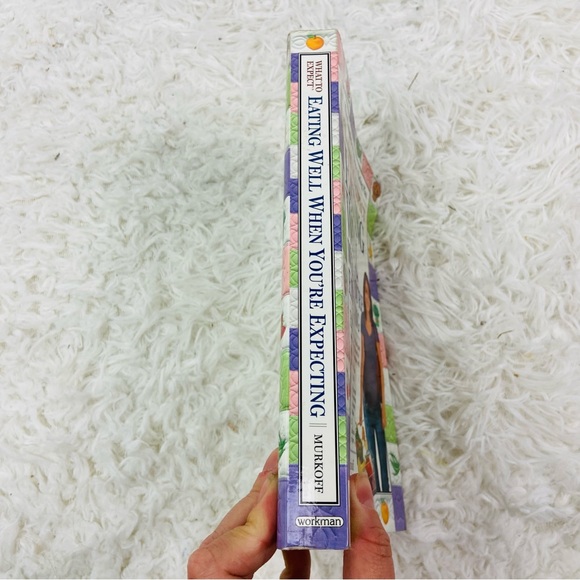 WHAT TO
EXPECT
EATING WELL WHEN YOU'RE EXPECTING
MURKOFF
workman